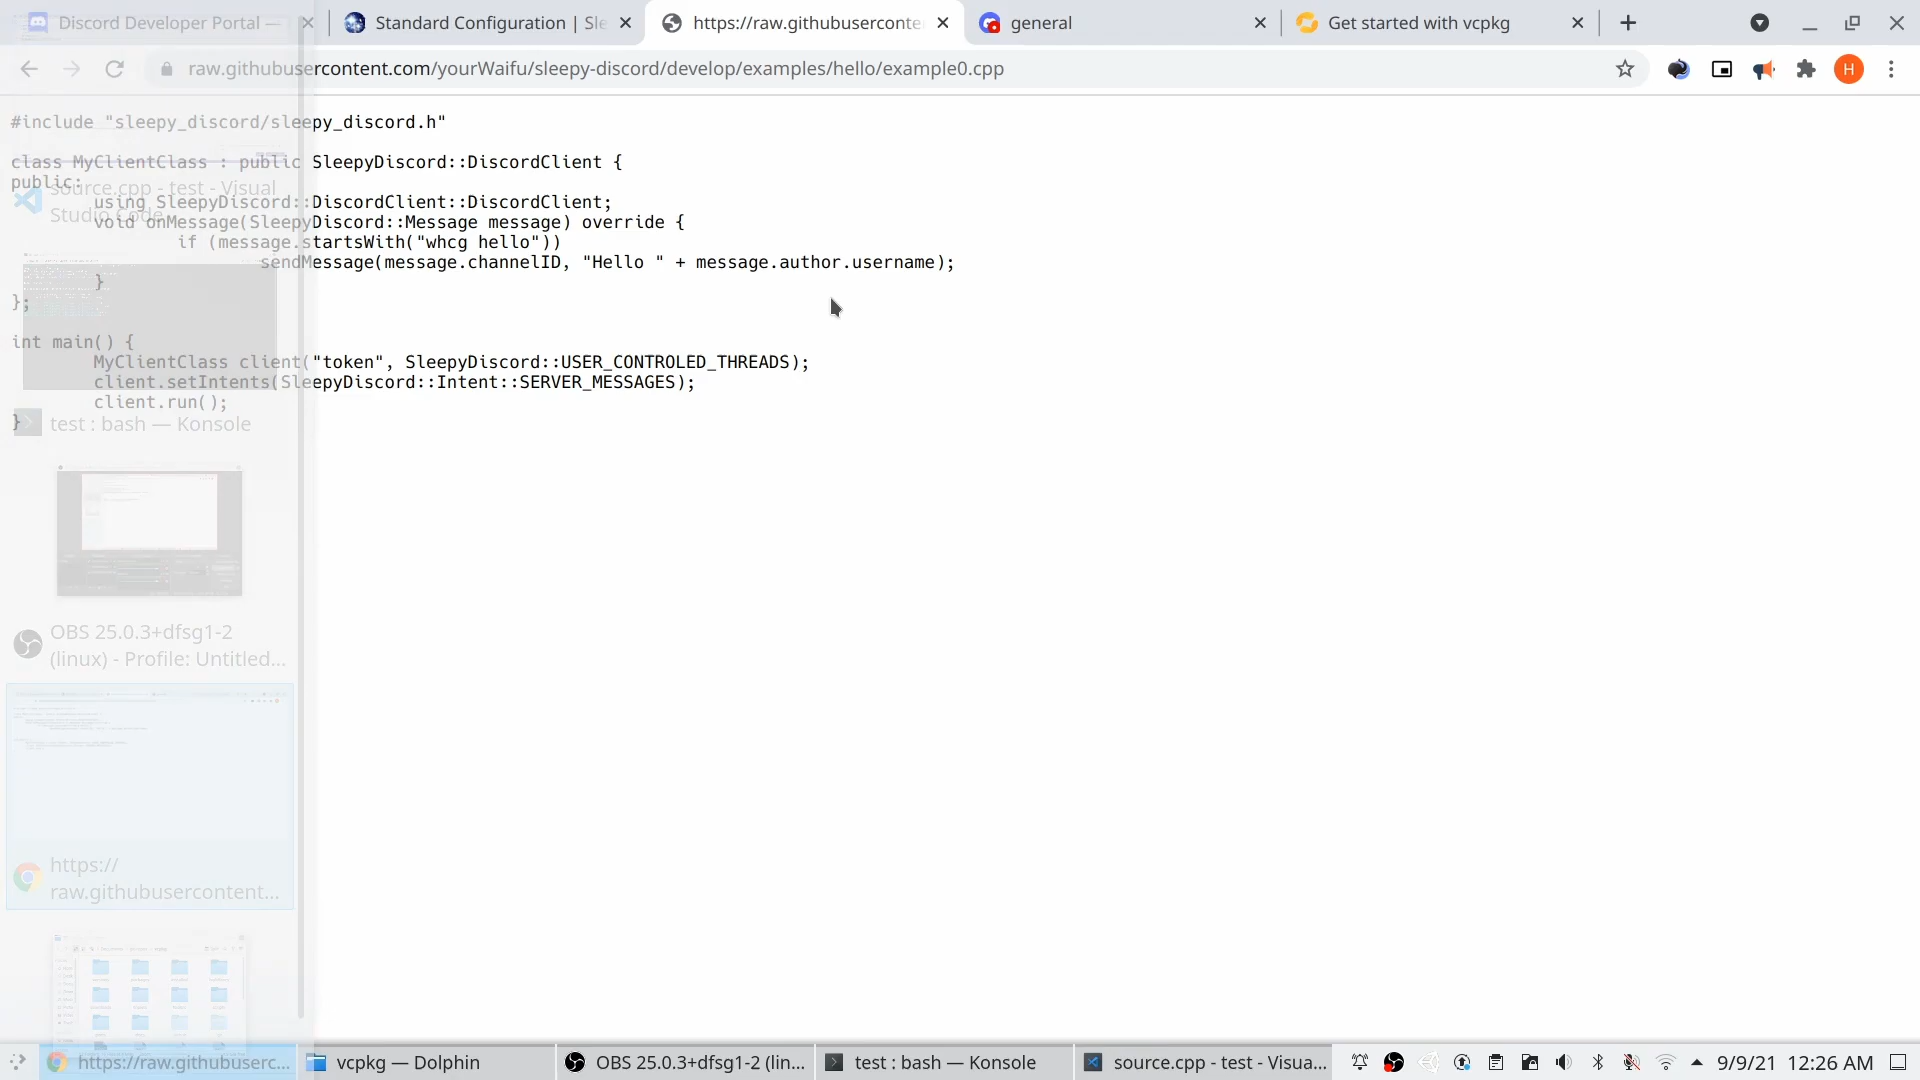 Discord Developer Portal —
Standard Configuration | Sle
https://raw.githubuserconte
general
Get started with vcpkg
raw.githubusercontent.com/yourWaifu/sleepy-discord/develop/examples/hello/example0.cpp
H
#include "sleepy_discord/sleepy_discord.h"
class MyClientClass : public SleepyDiscord::DiscordClient {
public:
using SleepyDiscord::DiscordClient::DiscordClient;
void onMessage(SleepyDiscord::Message message) override {
if (message.startsWith("whcg hello"))
sendMessage(message.channelID, "Hello " + message.author.username);
}
};
int main() {
MyClientClass client("token", SleepyDiscord::USER_CONTROLED_THREADS);
client.setIntents(SleepyDiscord::Intent::SERVER_MESSAGES);
client.run();
}
source.cpp - test - Visual
Studio Code
test : bash — Konsole
OBS 25.0.3+dfsg1-2
(linux) - Profile: Untitled...
https://
raw.githubusercontent...
https://raw.githubuserc...
vcpkg — Dolphin
OBS 25.0.3+dfsg1-2 (lin...
test : bash — Konsole
source.cpp - test - Visua...
9/9/21 12:26 AM